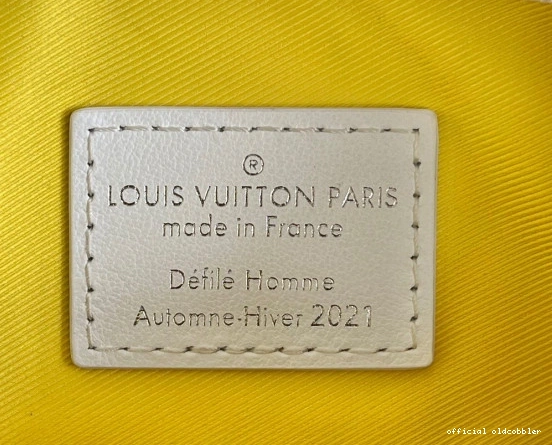 ®
LOUIS VUITTON PARIS
made in France
Défilé Homme
Automne-Hiver 2021
official oldcobbler